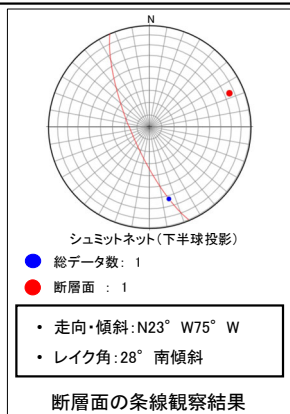 N
シュミットネット(下半球投影)
総データ数: 1
断層面 : 1
• 走向・傾斜:N23°W75°W
• レイク角:28°南傾斜
断層面の条線観察結果